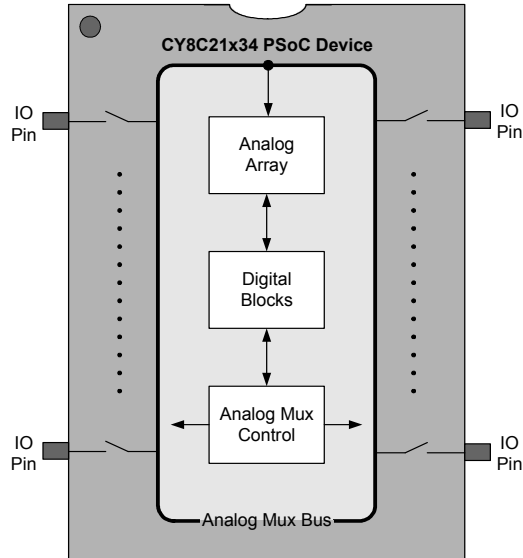 CY8C21x34 PSoC Device
IO
Pin
IO
Pin
Analog
Array
Digital
Blocks
Analog Mux
Control
IO
Pin
IO
Pin
Analog Mux Bus